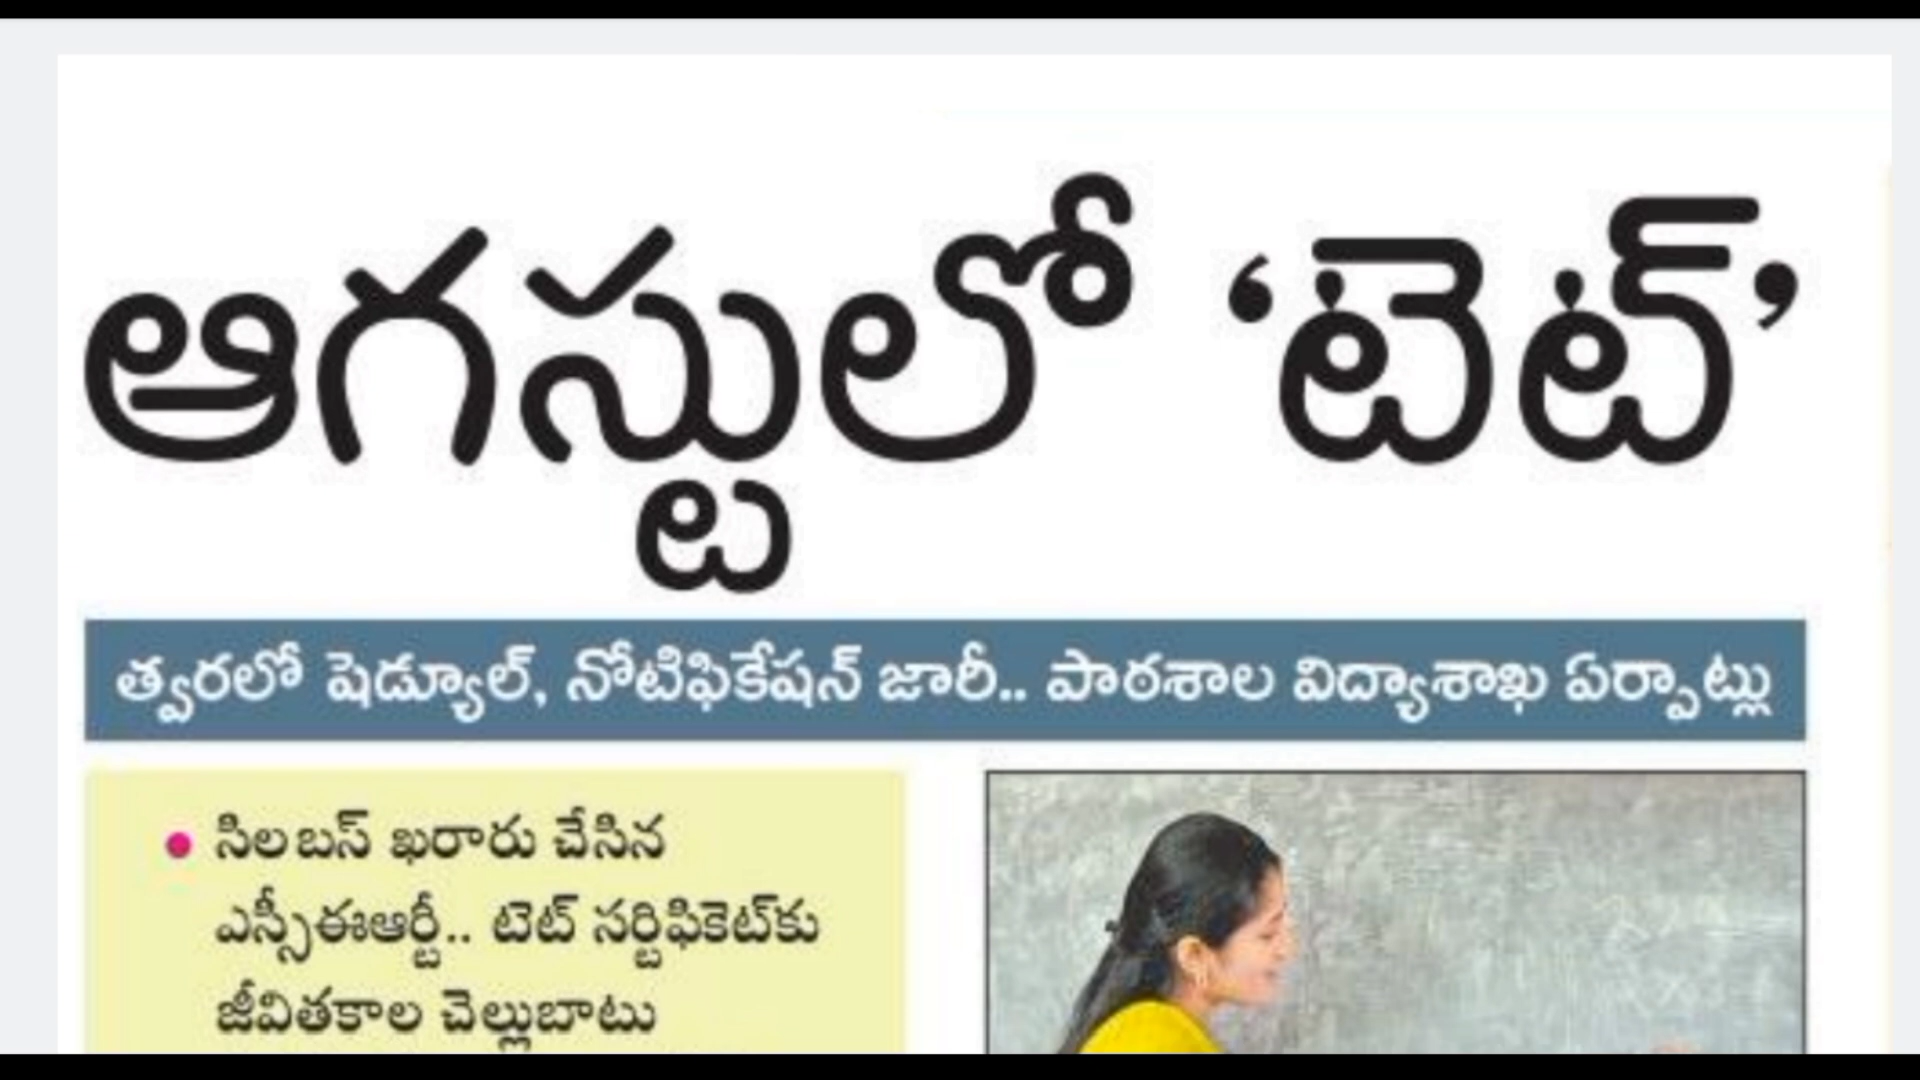 ఆగస్టులో ‘టెట్’
త్వరలో షెడ్యూల్, నోటిఫికేషన్ జారీ.. పాఠశాల విద్యాశాఖ ఏర్పాట్లు
• సిలబస్ ఖరారు చేసిన
ఎస్సీఈఆర్టీ.. టెట్ సర్టిఫికెట్‌కు
జీవితకాల చెల్లుబాటు